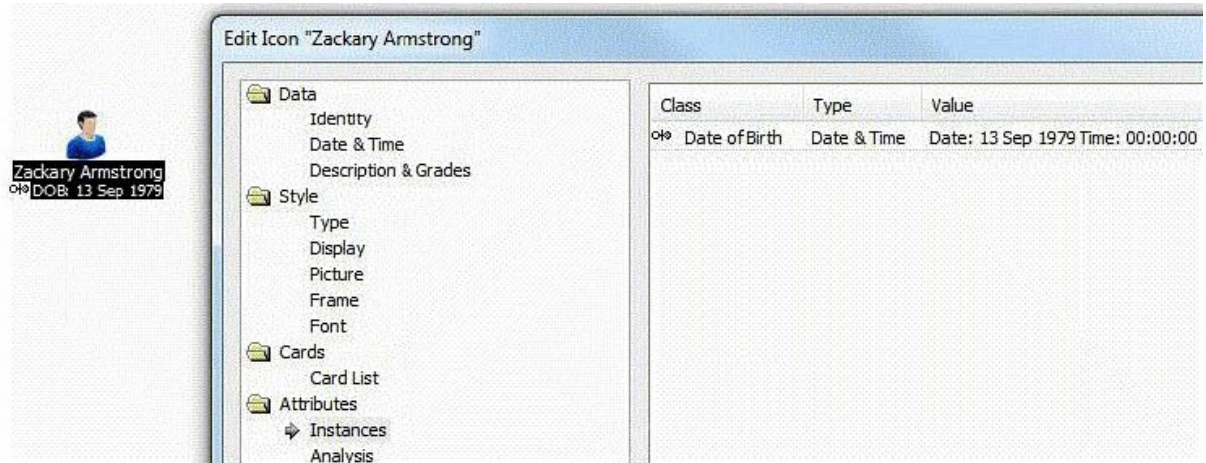 Edit Icon "Zackary Armstrong"
Zackary Armstrong
DOB: 13 Sep 1979
Data
Identity
Date & Time
Description & Grades
Style
Type
Display
Picture
Frame
Font
Cards
Card List
Attributes
Instances
Analysis
Class Type Value
Date of Birth Date & Time Date: 13 Sep 1979 Time: 00:00:00